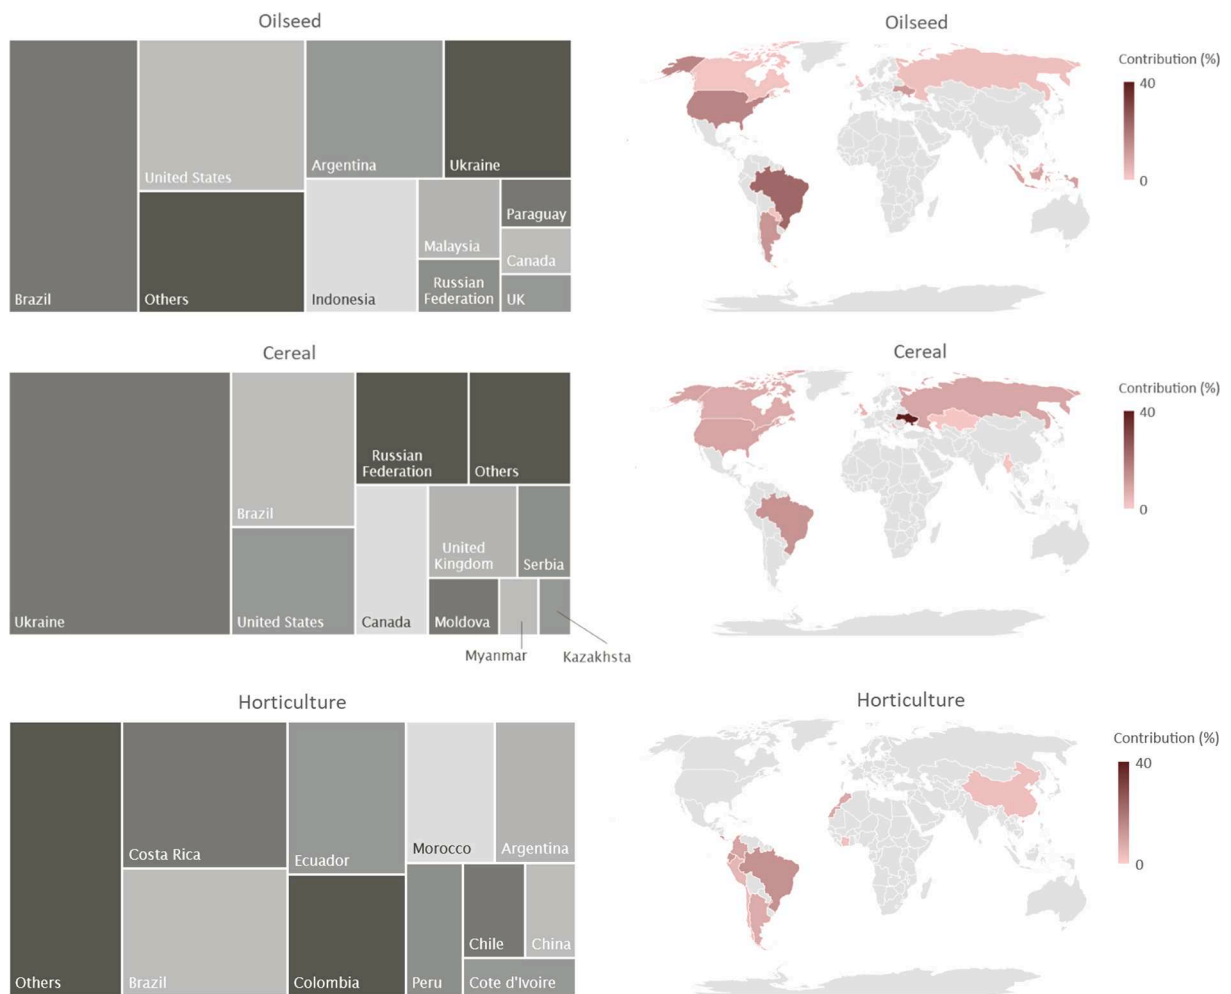 Oilseed
United States
Argentina
Ukraine
Paraguay
Malaysia
Canada
Brazil
Others
Indonesia
Russian
Federation
UK
Oilseed
Contribution (%)
40
0
Cereal
Russian
Federation
Others
Brazil
United
Kingdom
Serbia
Ukraine
United States
Canada
Moldova
Myanmar
Kazakhsta
Cereal
Contribution (%)
40
0
Horticulture
Costa Rica
Ecuador
Morocco
Argentina
Chile
China
Others
Brazil
Colombia
Peru
Cote d'Ivoire
Horticulture
Contribution (%)
40
0